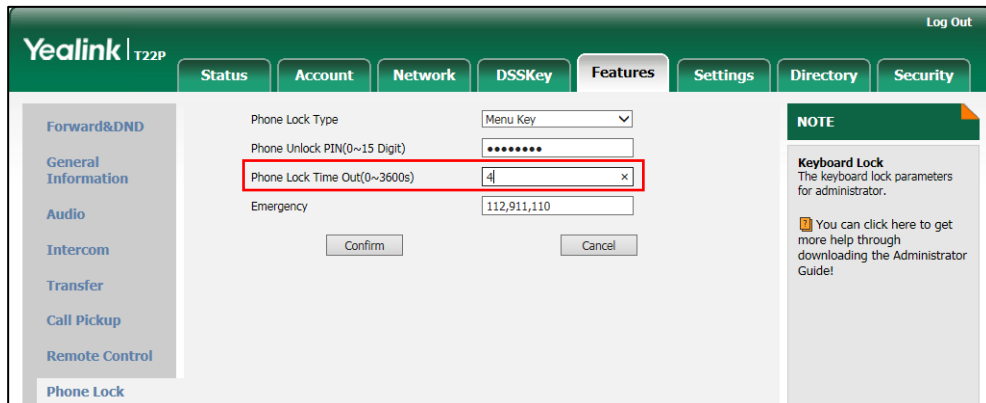 Log Out
Yealink T22P
Status Account Network DSSKey Features Settings Directory Security
Forward&DND
General
Information
Audio
Intercom
Transfer
Call Pickup
Remote Control
Phone Lock
Phone Lock Type Menu Key
Phone Unlock PIN(0~15 Digit) ••••••••
Phone Lock Time Out(0~3600s) 4 ×
Emergency 112,911,110
Confirm Cancel
NOTE
Keyboard Lock
The keyboard lock parameters
for administrator.
? You can click here to get
more help through
downloading the Administrator
Guide!